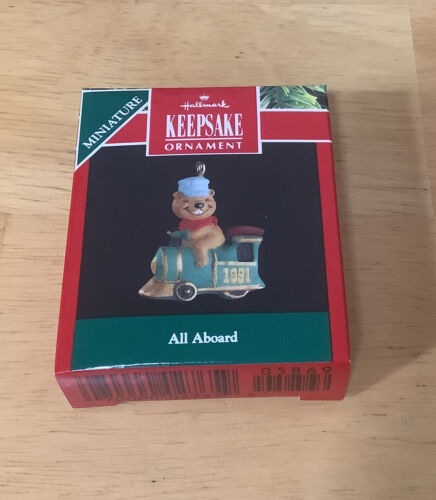 MINIATURE
Hallmark
KEEPSAKE
ORNAMENT
1991
All Aboard
05869